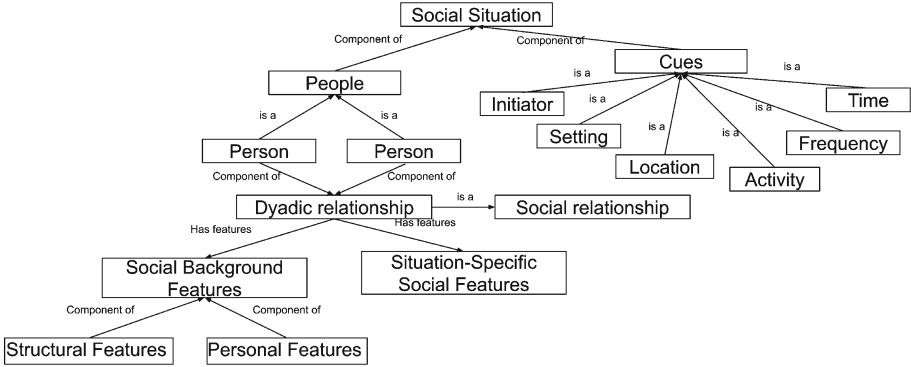 Social Situation
Component of
Component of
People
Cues
is a
is a
is a
is a
Initiator
is a
Time
is a
Setting
is a
is a
Frequency
Person
Person
Location
Activity
Component of
Component of
Dyadic relationship
is a
Social relationship
Has features
Has features
Social Background
Features
Situation-Specific
Social Features
Component of
Component of
Structural Features
Personal Features